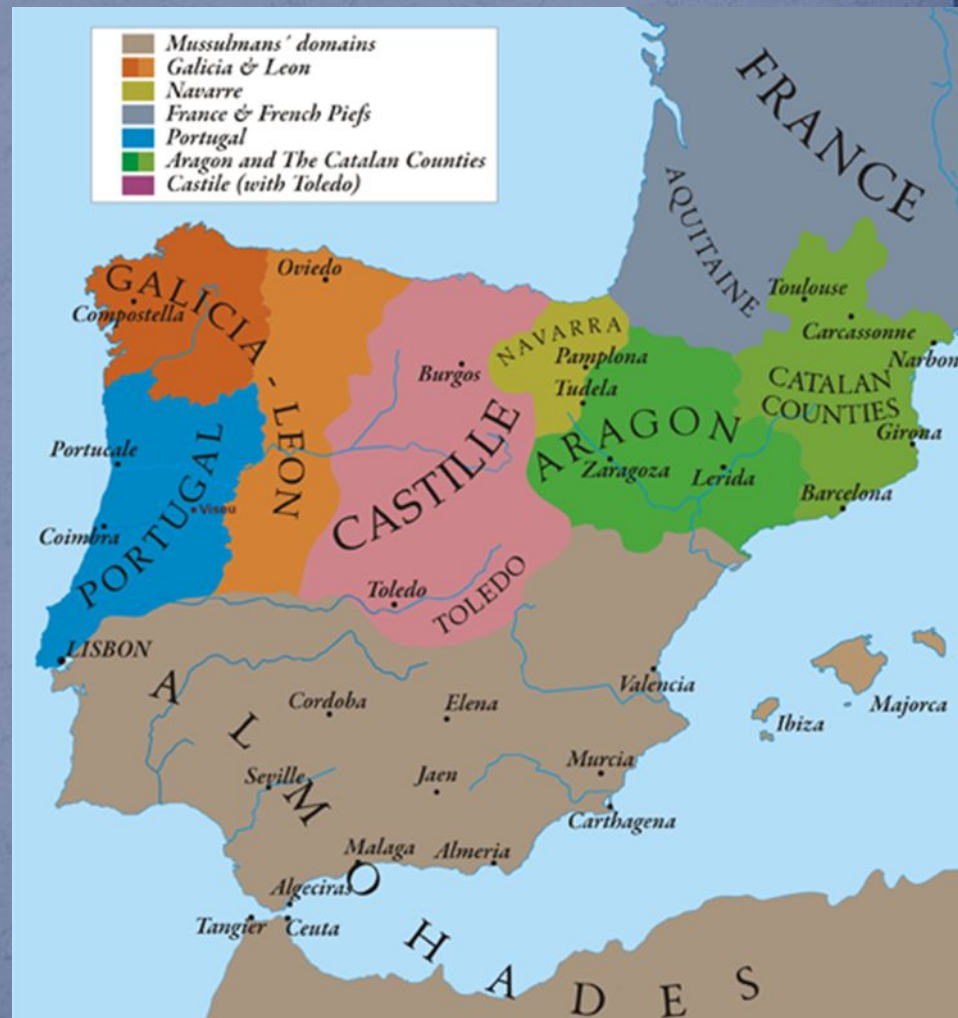 Mussulmans´ domains
Galicia & Leon
Navarre
France & French Piefs
Portugal
Aragon and The Catalan Counties
Castile (with Toledo)
FRANCE
AQUITAINE
GALICIA - LEON
Compostella
Oviedo
Burgos
NAVARRA
Pamplona
Tudela
Toulouse
Carcassonne
Narbon
CATALAN
COUNTIES
Girona
ARAGON
Zaragoza
Lerida
Barcelona
CASTILLE
Portucale
Viseu
Coimbra
PORTUGAL
Toledo
TOLEDO
LISBON
Valencia
Majorca
Ibiza
Cordoba
Elena
Murcia
Seville
Jaen
Carthagena
Malaga
Almeria
Algeciras
Tangier
Ceuta
ALMOHADES